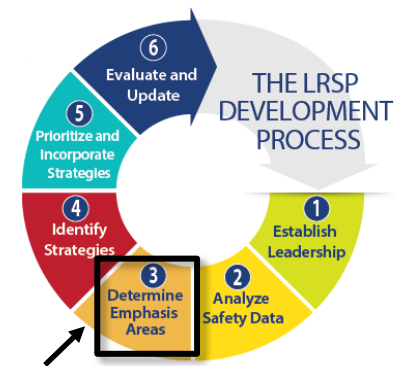 THE LRSP
DEVELOPMENT
PROCESS
1
Establish
Leadership
2
Analyze
Safety Data
3
Determine
Emphasis
Areas
4
Identify
Strategies
5
Prioritize and
Incorporate
Strategies
6
Evaluate and
Update